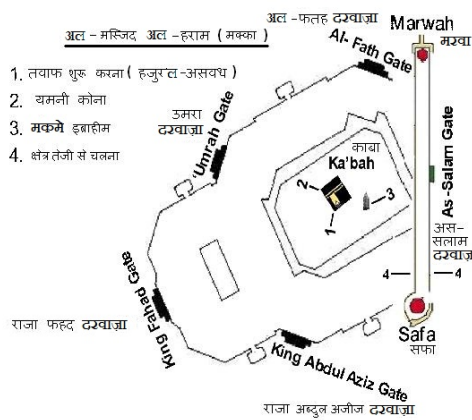 अल -फतह दरवाज़ा
Marwah
मरवा
अल - मस्जिद अल -हराम ( मक्का )
Al- Fath Gate
1. तवाफ शुरू करना ( हजुरल-असवध )
2. यमनी कोना
3. मकमे इब्राहीम
4. क्षेत्र तेजी से चलना
उमरा
दरवाज़ा
'Umrah Gate
काबा
Ka'bah
2
3
1
As -Salam Gate
अस-
सलाम
दरवाज़ा
4
4
King Fahad Gate
राजा फहद दरवाज़ा
Safa
सफा
King Abdul Aziz Gate
राजा अब्दुल अजीज दरवाज़ा